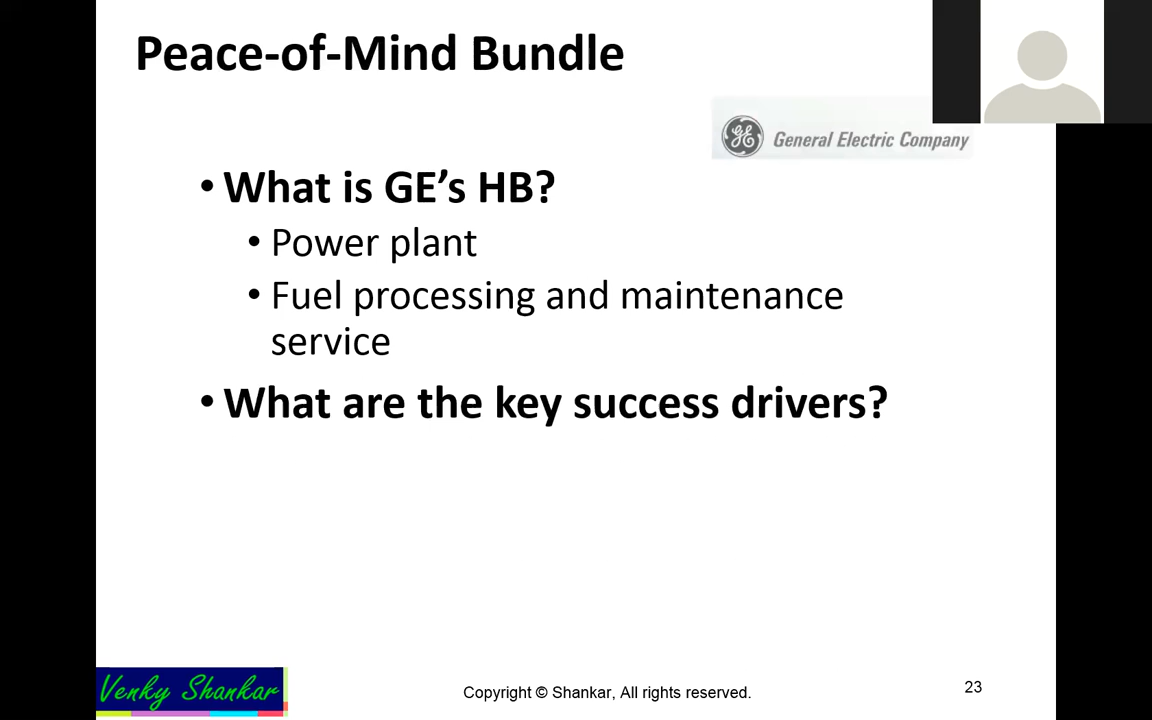 Peace-of-Mind Bundle
General Electric Company
• What is GE’s HB?
• Power plant
• Fuel processing and maintenance
service
• What are the key success drivers?
Venky Shankar
Copyright © Shankar, All rights reserved.
23